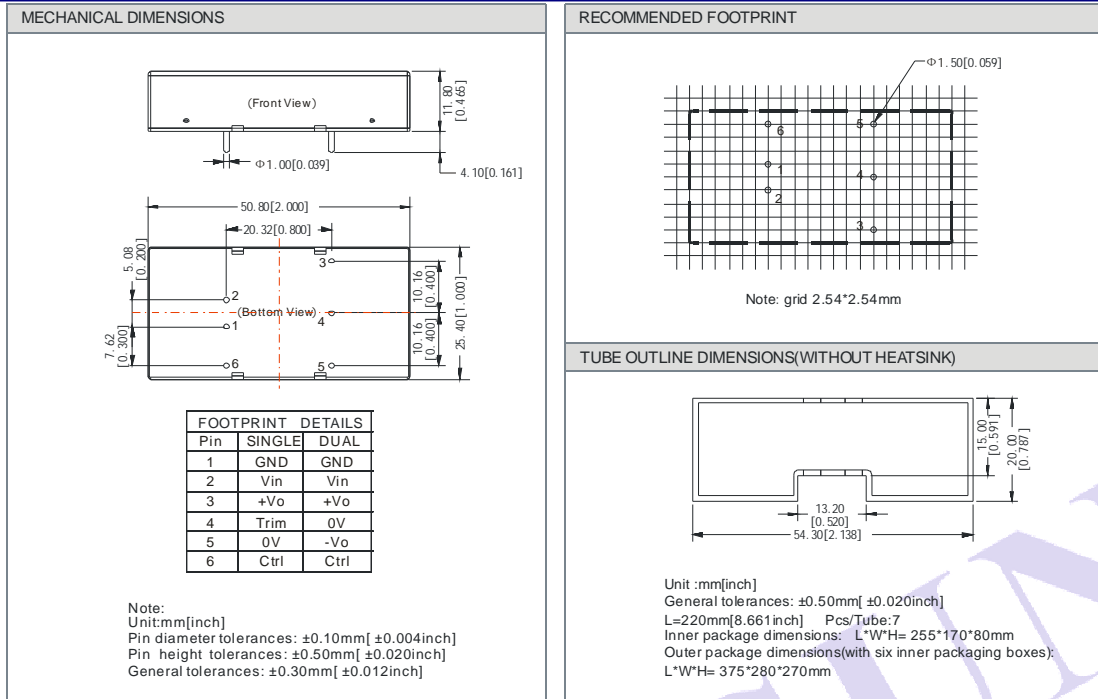 MECHANICAL DIMENSIONS
(Front View)
11.80
[0.465]
Φ1.00[0.039]
4.10[0.161]
50.80[2.000]
20.32[0.800]
5.08
[0.200]
7.62
[0.300]
3
2
(Bottom View)
4
1
6
5
10.16
[0.400]
10.16
[0.400]
25.40[1.000]
FOOTPRINT DETAILS
Pin SINGLE DUAL
1 GND GND
2 Vin Vin
3 +Vo +Vo
4 Trim 0V
5 0V -Vo
6 Ctrl Ctrl
Note:
Unit:mm[inch]
Pin diameter tolerances: ±0.10mm[ ±0.004inch]
Pin height tolerances: ±0.50mm[ ±0.020inch]
General tolerances: ±0.30mm[ ±0.012inch]
RECOMMENDED FOOTPRINT
Φ1.50[0.059]
6
5
1
4
2
3
Note: grid 2.54*2.54mm
TUBE OUTLINE DIMENSIONS(WITHOUT HEATSINK)
15.00
[0.591]
20.00
[0.787]
13.20
[0.520]
54.30[2.138]
Unit :mm[inch]
General tolerances: ±0.50mm[ ±0.020inch]
L=220mm[8.661inch] Pcs/Tube:7
Inner package dimensions: L*W*H= 255*170*80mm
Outer package dimensions(with six inner packaging boxes):
L*W*H= 375*280*270mm